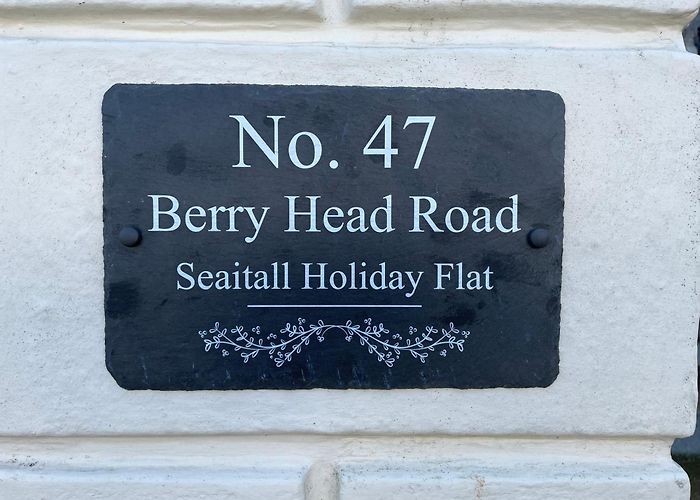 No. 47
Berry Head Road
Seaitall Holiday Flat